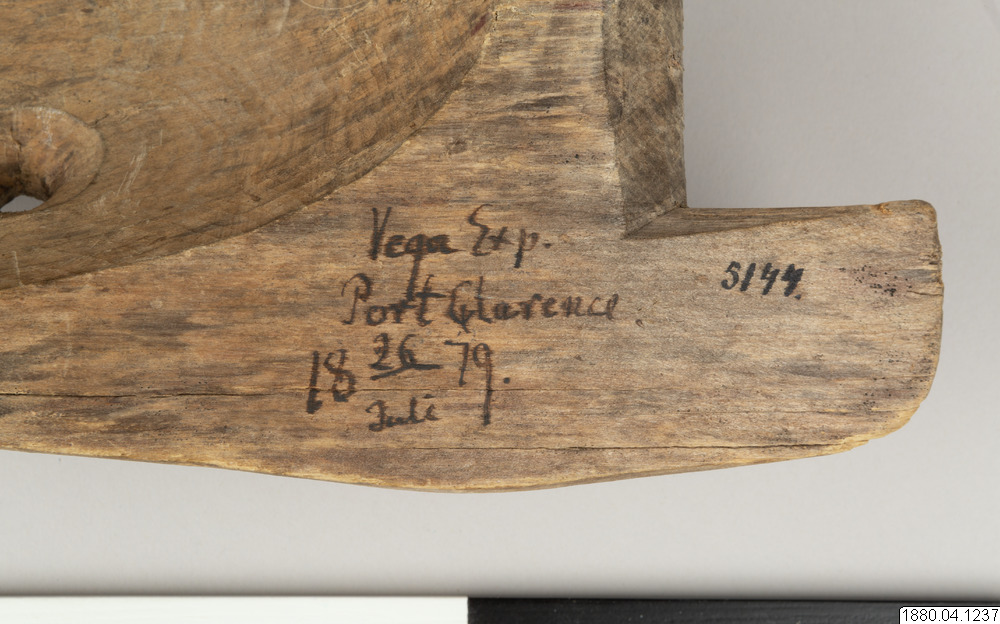 Vega Exp.
Port Clarence.
18 26 79.
Juli
5144.
1880.04.1237